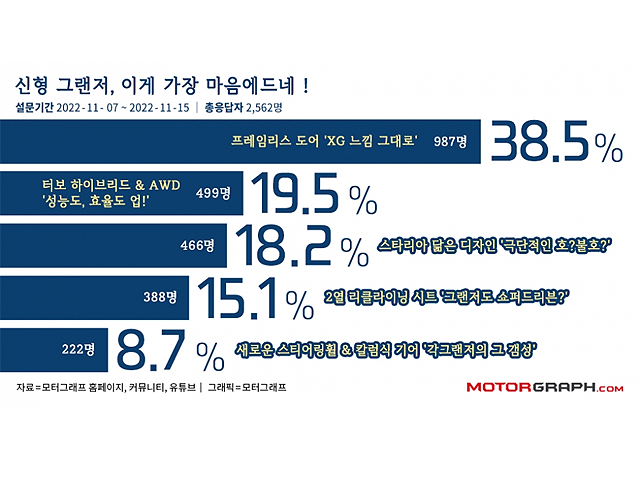 신형 그랜저, 이게 가장 마음에드네 !
설문기간 2022-11- 07 ~ 2022-11-15 | 총응답자 2,562명
프레임리스 도어 'XG 느낌 그대로' 987명 38.5 %
터보 하이브리드 & AWD
'성능도, 효율도 업!' 499명 19.5 %
466명 18.2 % 스타리아 닮은 디자인 '극단적인 호?불호?'
388명 15.1 % 2열 리클라이닝 시트 '그랜저도 쇼퍼드리븐?'
222명 8.7 % 새로운 스티어링휠 & 칼럼식 기어 '각그랜저의 그 갬성'
자료=모터그래프 홈페이지, 커뮤니티, 유튜브 | 그래픽=모터그래프
MOTORGRAPH.COM